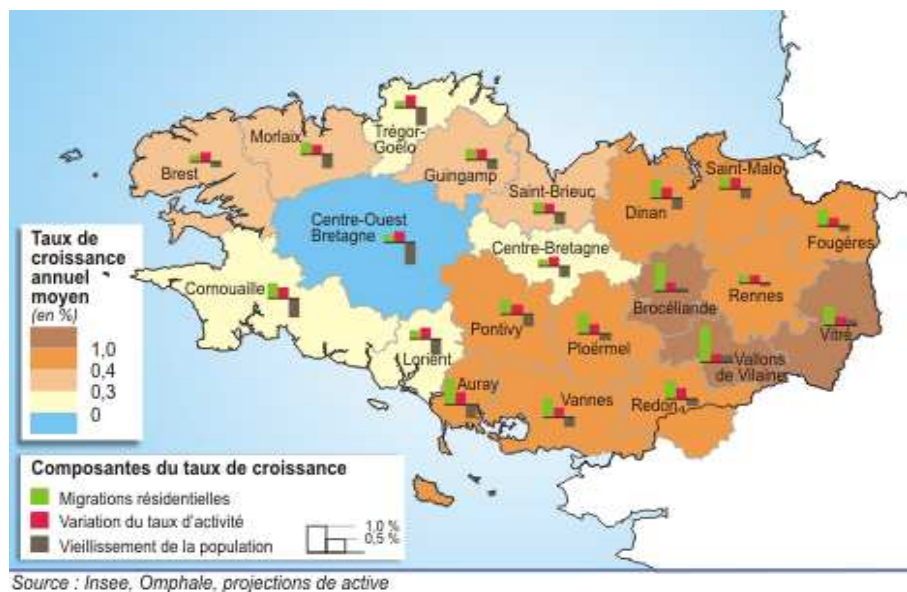 Trégor-
Goëlo
Morlaix
Brest
Guingamp
Saint-Brieuc
Saint-Malo
Dinan
Fougères
Centre-Ouest
Bretagne
Centre-Bretagne
Cornouaille
Brocéliande
Rennes
Vitré
Pontivy
Ploërmel
Lorient
Vallons
de Vilaine
Auray
Vannes
Redon
Taux de
croissance
annuel
moyen
(en %)
1,0
0,4
0,3
0
Composantes du taux de croissance
Migrations résidentielles
Variation du taux d'activité
Vieillissement de la population
1,0 %
0,5 %
Source : Insee, Omphale, projections de active